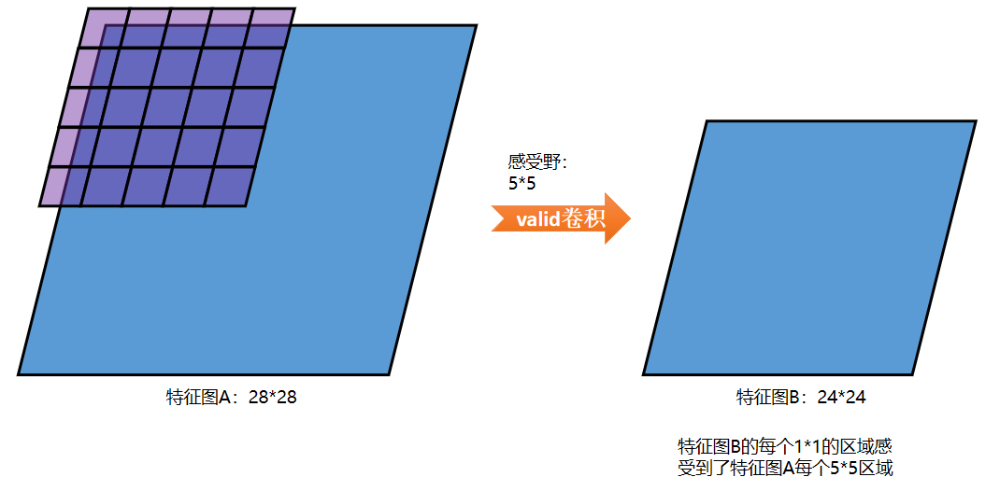 感受野：
5*5
valid卷积
特征图A：28*28
特征图B：24*24
特征图B的每个1*1的区域感
受到了特征图A每个5*5区域